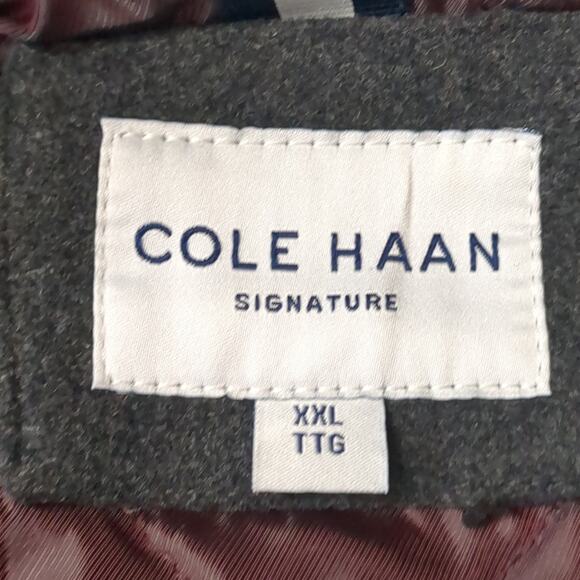 COLE HAAN
SIGNATURE
XXL
TTG